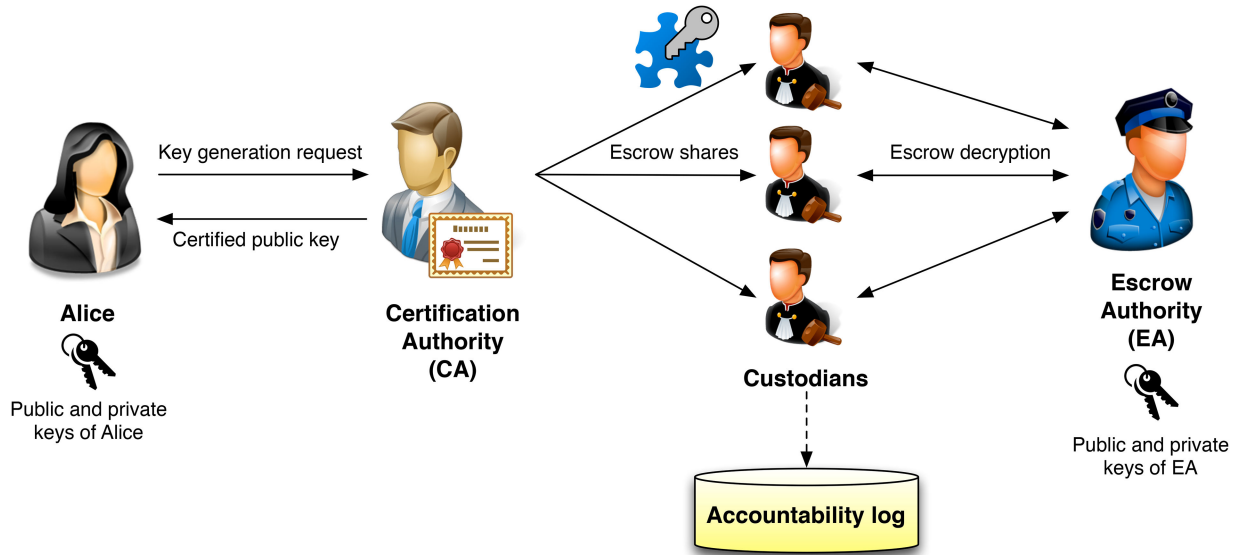 Key generation request
Certified public key
Escrow shares
Escrow decryption
Alice
Public and private
keys of Alice
Certification
Authority
(CA)
Custodians
Accountability log
Escrow
Authority
(EA)
Public and private
keys of EA